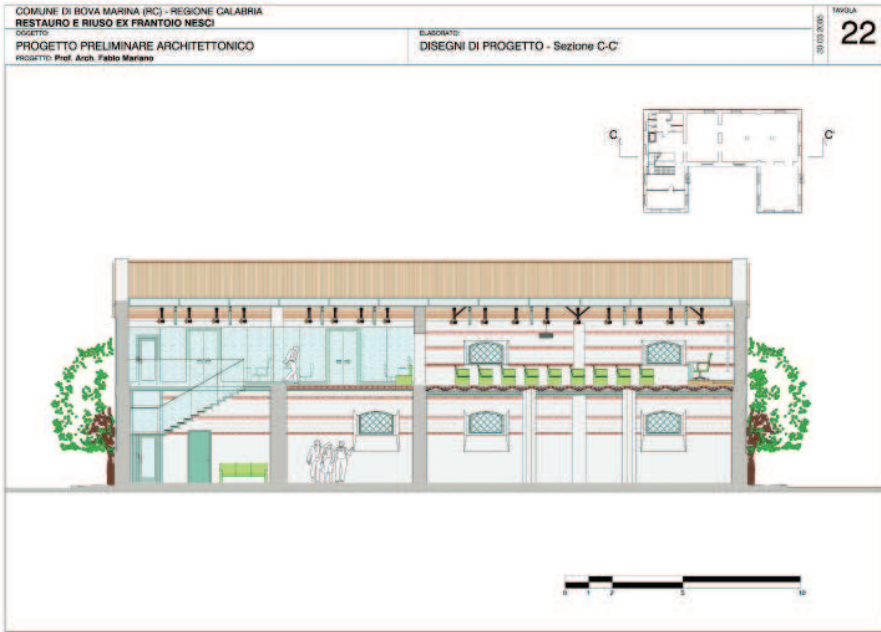 COMUNE DI BOVA MARINA (RC) - REGIONE CALABRIA
RESTAURO E RIUSO EX FRANTOIO NESCI
OGGETTO:
PROGETTO PRELIMINARE ARCHITETTONICO
PROGETTO: Prof. Arch. Fabio Mariano
ELABORATO:
DISEGNI DI PROGETTO - Sezione C-C'
TAVOLA
22
C
C'
0 1 2 5 10